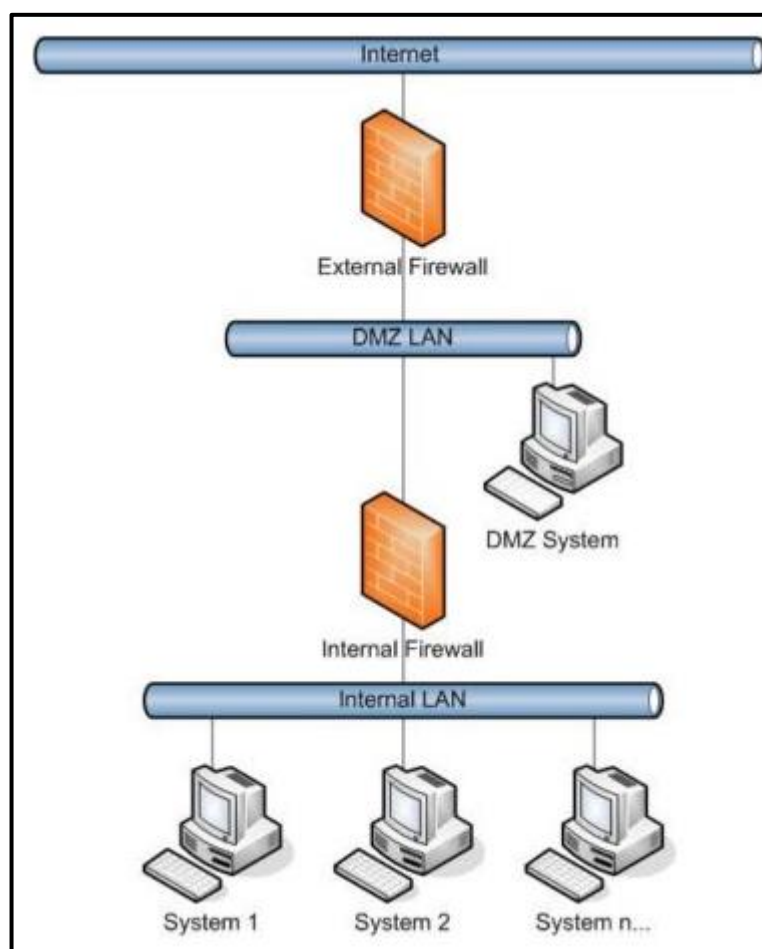 Internet
External Firewall
DMZ LAN
DMZ System
Internal Firewall
Internal LAN
System 1
System 2
System n...